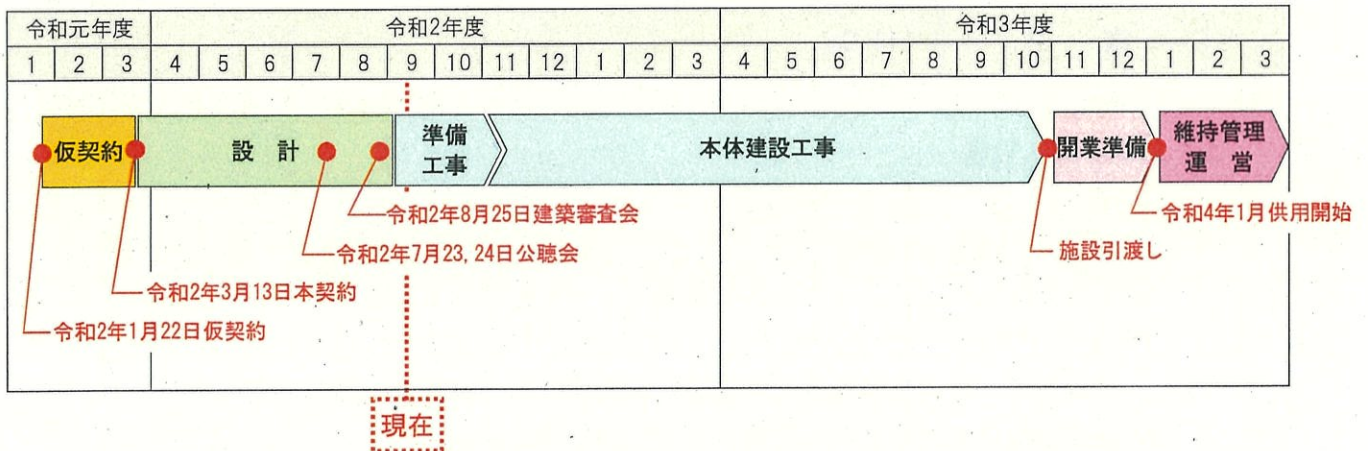 令和元年度 令和2年度 令和3年度
1 2 3 4 5 6 7 8 9 10 11 12 1 2 3 4 5 6 7 8 9 10 11 12 1 2 3
仮契約 設計 準備工事 本体建設工事 開業準備 維持管理運営
令和2年8月25日建築審査会
令和4年1月供用開始
令和2年7月23,24日公聴会
施設引渡し
令和2年3月13日本契約
令和2年1月22日仮契約
現在